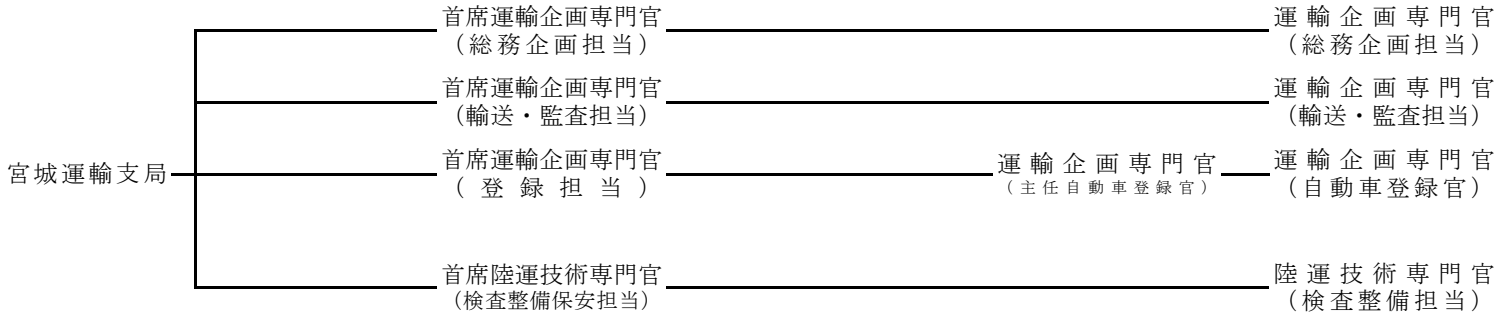 首席運輸企画専門官
（総務企画担当）
運輸企画専門官
（総務企画担当）
首席運輸企画専門官
（輸送・監査担当）
運輸企画専門官
（輸送・監査担当）
宮城運輸支局
首席運輸企画専門官
（登録担当）
運輸企画専門官
（主任自動車登録官）
運輸企画専門官
（自動車登録官）
首席陸運技術専門官
（検査整備保安担当）
陸運技術専門官
（検査整備担当）